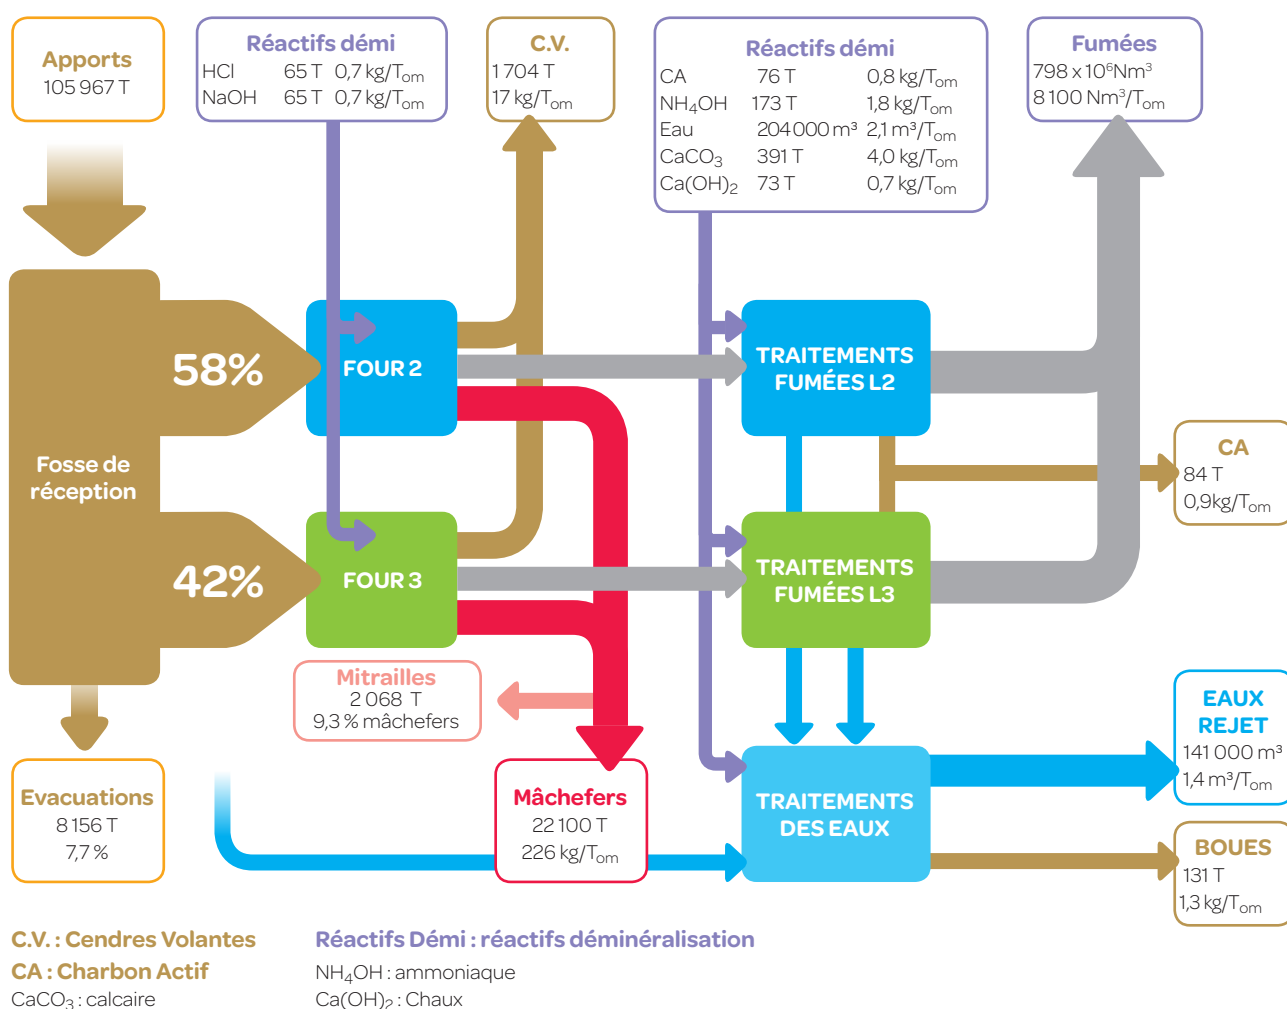 Apports
105 967 T
Réactifs démi
HCl 65 T 0,7 kg/Tom
NaOH 65 T 0,7 kg/Tom
C.V.
1 704 T
17 kg/Tom
Réactifs démi
CA 76 T 0,8 kg/Tom
NH4OH 173 T 1,8 kg/Tom
Eau 204 000 m³ 2,1 m³/Tom
CaCO3 391 T 4,0 kg/Tom
Ca(OH)2 73 T 0,7 kg/Tom
Fumées
798 x 10⁶Nm³
8 100 Nm³/Tom
58%
FOUR 2
TRAITEMENTS
FUMÉES L2
Fosse de
réception
CA
84 T
0,9kg/Tom
42%
FOUR 3
TRAITEMENTS
FUMÉES L3
Mitrailles
2 068 T
9,3 % mâchefers
EAUX
REJET
141 000 m³
1,4 m³/Tom
Evacuations
8 156 T
7,7 %
Mâchefers
22 100 T
226 kg/Tom
TRAITEMENTS
DES EAUX
BOUES
131 T
1,3 kg/Tom
C.V. : Cendres Volantes
CA : Charbon Actif
CaCO3 : calcaire
Réactifs Démi : réactifs déminéralisation
NH4OH : ammoniaque
Ca(OH)2 : Chaux